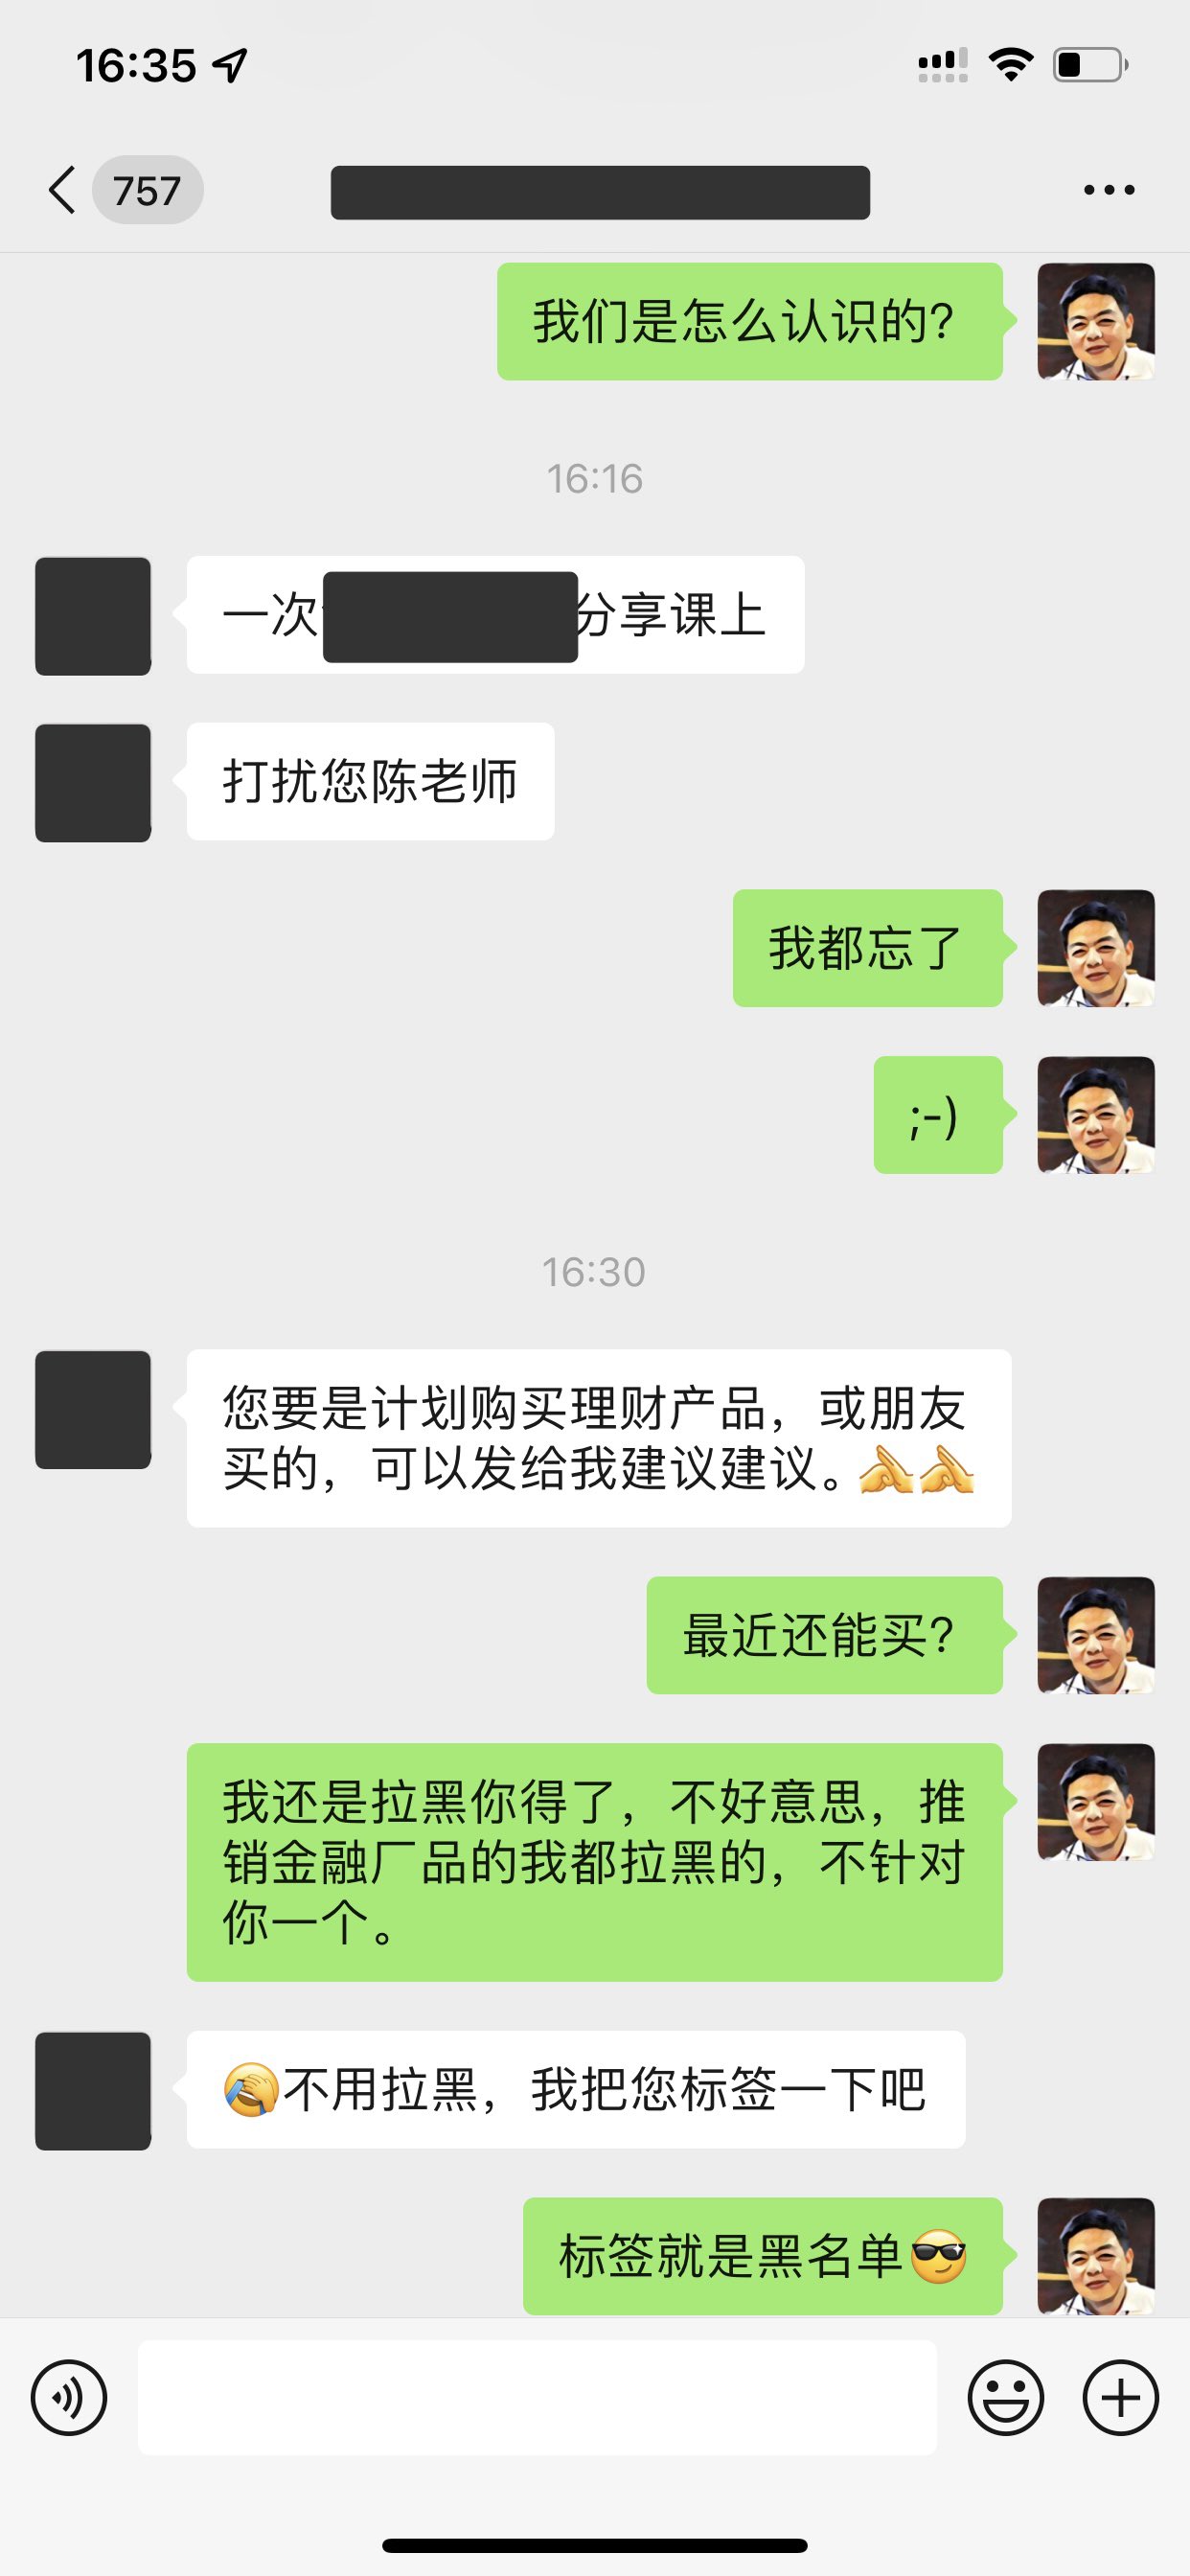 16:35
757
我们是怎么认识的?
16:16
一次分享课上
打扰您陈老师
我都忘了
;-)
16:30
您要是计划购买理财产品，或朋友
买的，可以发给我建议建议。
最近还能买?
我还是拉黑你得了，不好意思，推
销金融厂品的我都拉黑的，不针对
你一个。
不用拉黑，我把您标签一下吧
标签就是黑名单😎